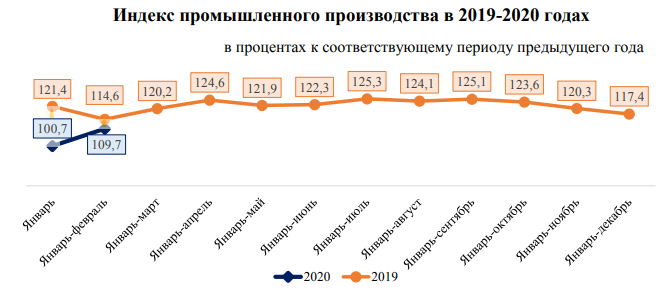 Индекс промышленного производства в 2019-2020 годах
в процентах к соответствующему периоду предыдущего года
121,4
114,6
120,2
124,6
121,9
122,3
125,3
124,1
125,1
123,6
120,3
117,4
100,7
109,7
Январь
Январь-февраль
Январь-март
Январь-апрель
Январь-май
Январь-июнь
Январь-июль
Январь-август
Январь-сентябрь
Январь-октябрь
Январь-ноябрь
Январь-декабрь
2020
2019